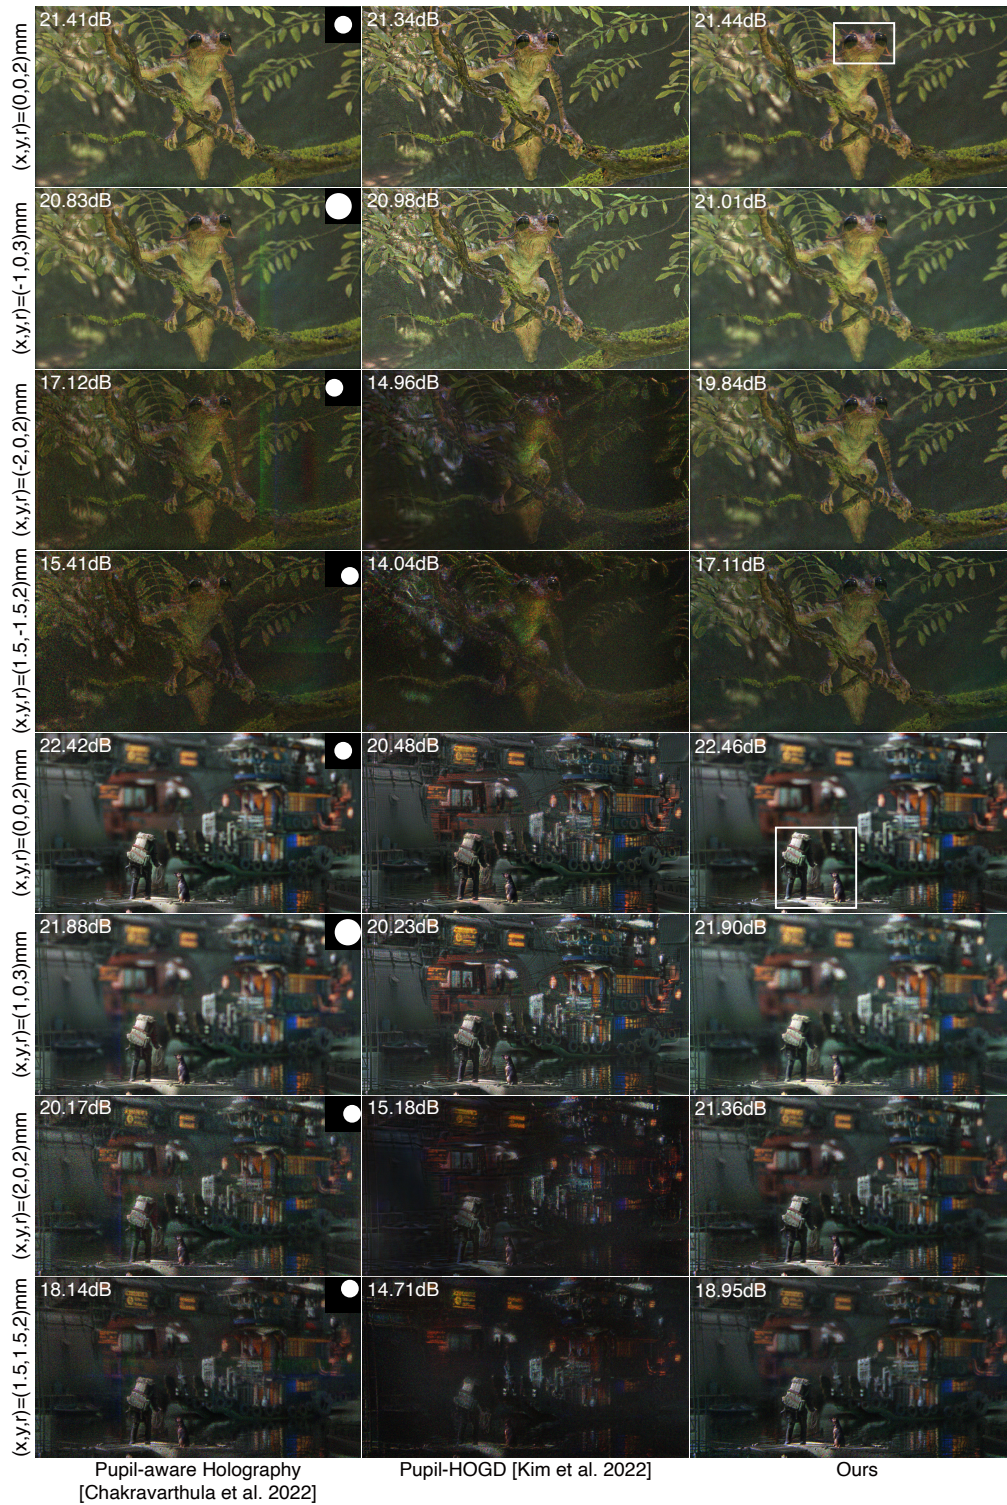 (x,y,r)=(0,0,2)mm
21.41dB
21.34dB
21.44dB
(x,y,r)=(-1,0,3)mm
20.83dB
20.98dB
21.01dB
(x,y,r)=(-2,0,2)mm
17.12dB
14.96dB
19.84dB
(x,y,r)=(1.5,-1.5,2)mm
15.41dB
14.04dB
17.11dB
(x,y,r)=(0,0,2)mm
22.42dB
20.48dB
22.46dB
(x,y,r)=(1,0,3)mm
21.88dB
20.23dB
21.90dB
(x,y,r)=(2,0,2)mm
20.17dB
15.18dB
21.36dB
(x,y,r)=(1.5,1.5,2)mm
18.14dB
14.71dB
18.95dB
Pupil-aware Holography
[Chakravarthula et al. 2022]
Pupil-HOGD [Kim et al. 2022]
Ours